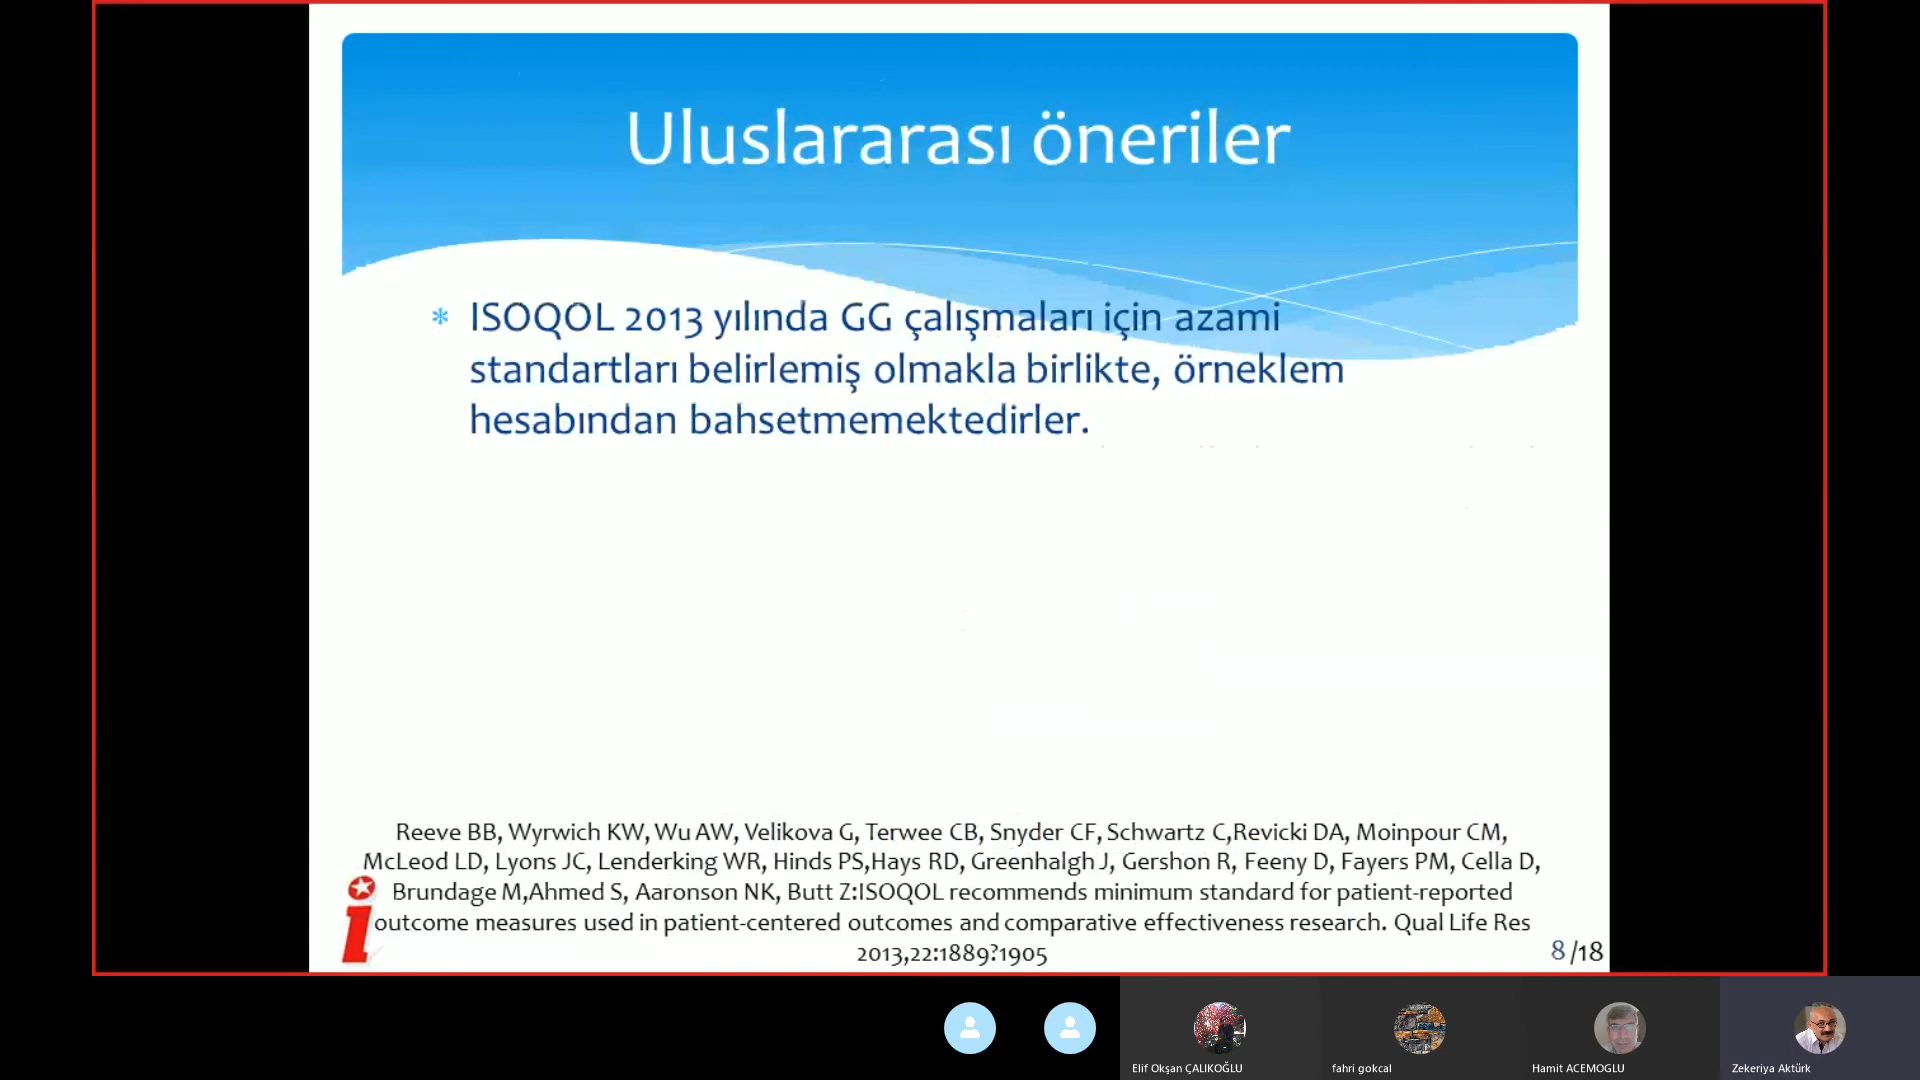 Uluslararası öneriler
* ISOQOL 2013 yılında GG çalışmaları için azami
standartları belirlemiş olmakla birlikte, örneklem
hesabından bahsetmemektedirler.
Reeve BB, Wyrwich KW, Wu AW, Velikova G, Terwee CB, Snyder CF, Schwartz C,Revicki DA, Moinpour CM,
McLeod LD, Lyons JC, Lenderking WR, Hinds PS,Hays RD, Greenhalgh J, Gershon R, Feeny D, Fayers PM, Cella D,
Brundage M,Ahmed S, Aaronson NK, Butt Z:ISOQOL recommends minimum standard for patient-reported
outcome measures used in patient-centered outcomes and comparative effectiveness research. Qual Life Res
2013,22:1889?1905
8/18
Elif Okşan ÇALIKOĞLU
fahri gokcal
Hamit ACEMOGLU
Zekeriya Aktürk